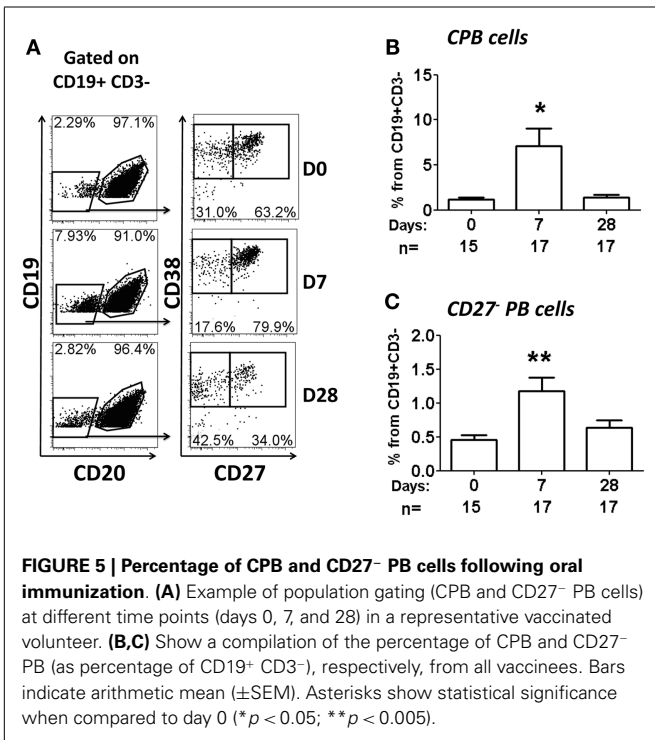 A
Gated on
CD19+ CD3-
2.29% 97.1%
31.0% 63.2%
D0
7.93% 91.0%
17.6% 79.9%
D7
2.82% 96.4%
42.5% 34.0%
D28
CD19
CD38
CD20
CD27
B
CPB cells
% from CD19+CD3-
15
10
5
0
*
Days: 0 7 28
n= 15 17 17
C
CD27- PB cells
% from CD19+CD3-
2.0
1.5
1.0
0.5
0.0
**
Days: 0 7 28
n= 15 17 17
FIGURE 5 | Percentage of CPB and CD27− PB cells following oral
immunization. (A) Example of population gating (CPB and CD27− PB cells)
at different time points (days 0, 7, and 28) in a representative vaccinated
volunteer. (B,C) Show a compilation of the percentage of CPB and CD27−
PB (as percentage of CD19+ CD3−), respectively, from all vaccinees. Bars
indicate arithmetic mean (±SEM). Asterisks show statistical significance
when compared to day 0 (*p < 0.05; **p < 0.005).